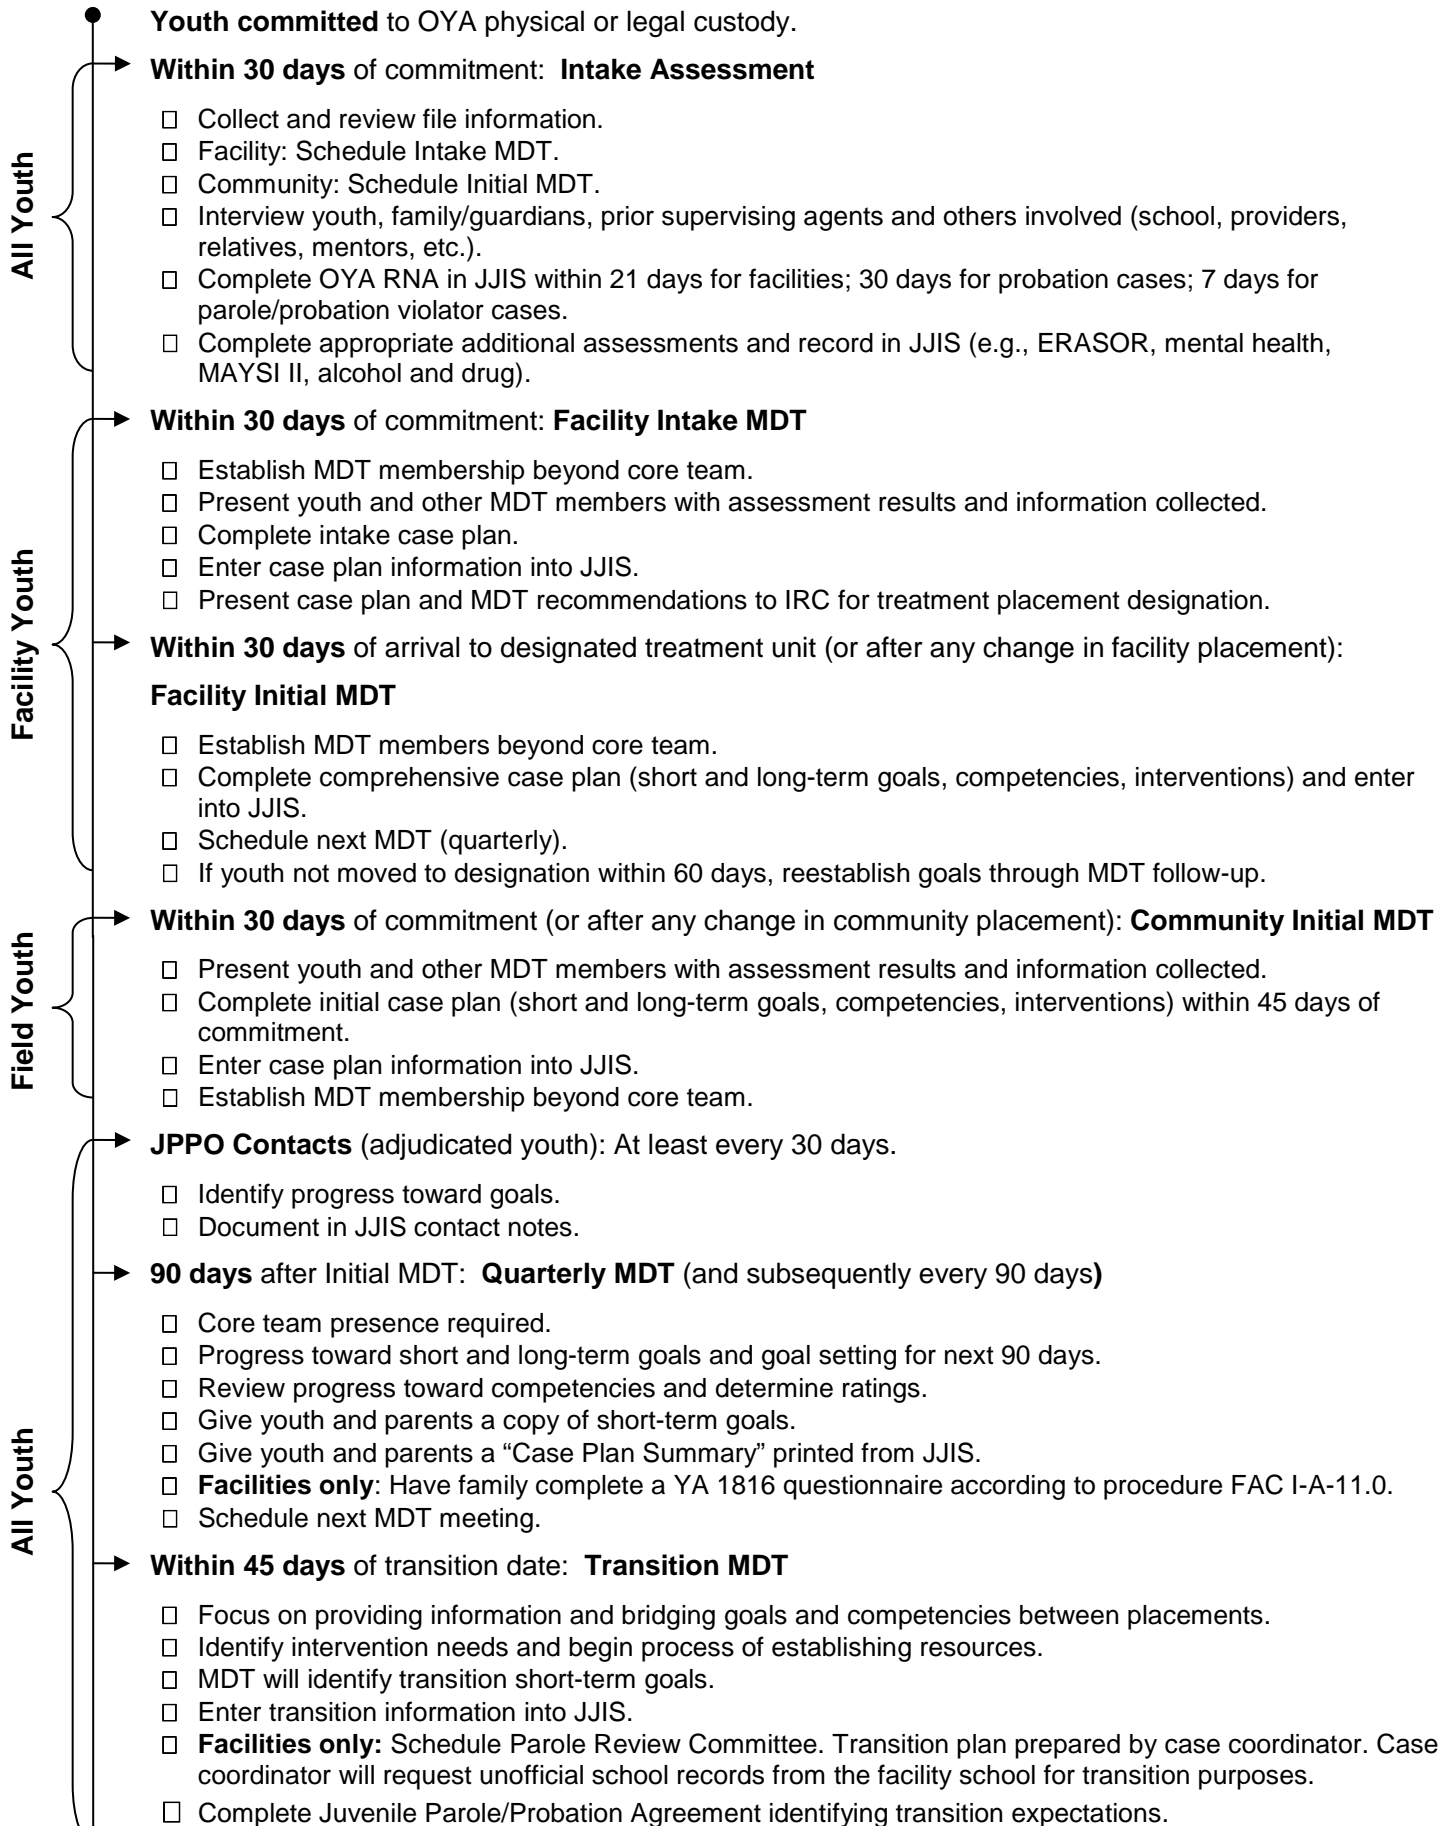 Youth committed to OYA physical or legal custody.
Within 30 days of commitment: Intake Assessment
All Youth
Collect and review file information.
Facility: Schedule Intake MDT.
Community: Schedule Initial MDT.
Interview youth, family/guardians, prior supervising agents and others involved (school, providers,
relatives, mentors, etc.).
Complete OYA RNA in JJIS within 21 days for facilities; 30 days for probation cases; 7 days for
parole/probation violator cases.
Complete appropriate additional assessments and record in JJIS (e.g., ERASOR, mental health,
MAYSI II, alcohol and drug).
Within 30 days of commitment: Facility Intake MDT
Facility Youth
Establish MDT membership beyond core team.
Present youth and other MDT members with assessment results and information collected.
Complete intake case plan.
Enter case plan information into JJIS.
Present case plan and MDT recommendations to IRC for treatment placement designation.
Within 30 days of arrival to designated treatment unit (or after any change in facility placement):
Facility Initial MDT
Establish MDT members beyond core team.
Complete comprehensive case plan (short and long-term goals, competencies, interventions) and enter
into JJIS.
Schedule next MDT (quarterly).
If youth not moved to designation within 60 days, reestablish goals through MDT follow-up.
Within 30 days of commitment (or after any change in community placement): Community Initial MDT
Field Youth
Present youth and other MDT members with assessment results and information collected.
Complete initial case plan (short and long-term goals, competencies, interventions) within 45 days of
commitment.
Enter case plan information into JJIS.
Establish MDT membership beyond core team.
JPPO Contacts (adjudicated youth): At least every 30 days.
All Youth
Identify progress toward goals.
Document in JJIS contact notes.
90 days after Initial MDT: Quarterly MDT (and subsequently every 90 days)
Core team presence required.
Progress toward short and long-term goals and goal setting for next 90 days.
Review progress toward competencies and determine ratings.
Give youth and parents a copy of short-term goals.
Give youth and parents a “Case Plan Summary” printed from JJIS.
Facilities only: Have family complete a YA 1816 questionnaire according to procedure FAC I-A-11.0.
Schedule next MDT meeting.
Within 45 days of transition date: Transition MDT
Focus on providing information and bridging goals and competencies between placements.
Identify intervention needs and begin process of establishing resources.
MDT will identify transition short-term goals.
Enter transition information into JJIS.
Facilities only: Schedule Parole Review Committee. Transition plan prepared by case coordinator. Case
coordinator will request unofficial school records from the facility school for transition purposes.
Complete Juvenile Parole/Probation Agreement identifying transition expectations.